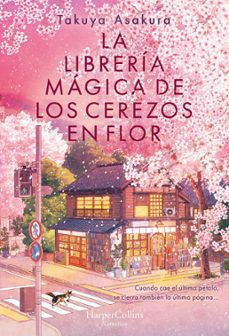 Takuya Asakura
LA
LIBRERÍA
MÁGICA DE
LOS CEREZOS
EN FLOR
Cuando cae el último pétalo,
se cierra también la última página...
HarperCollins